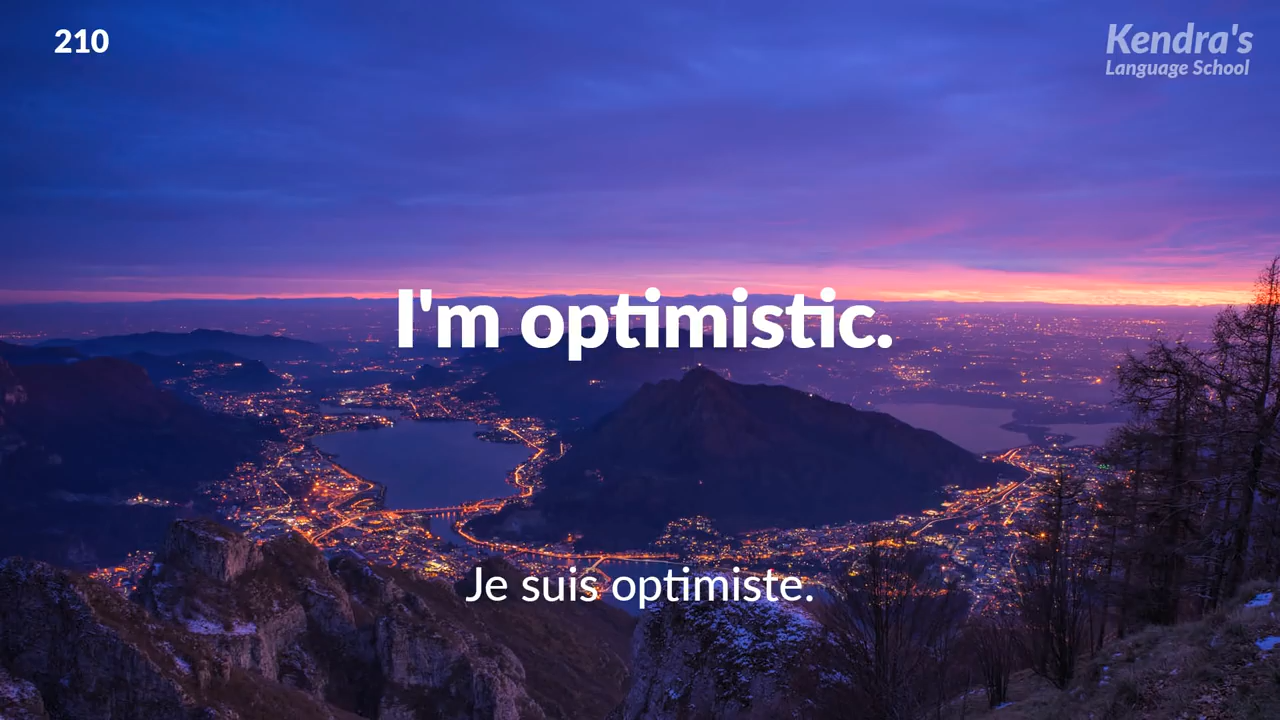 210
Kendra's
Language School
I'm optimistic.
Je suis optimiste.